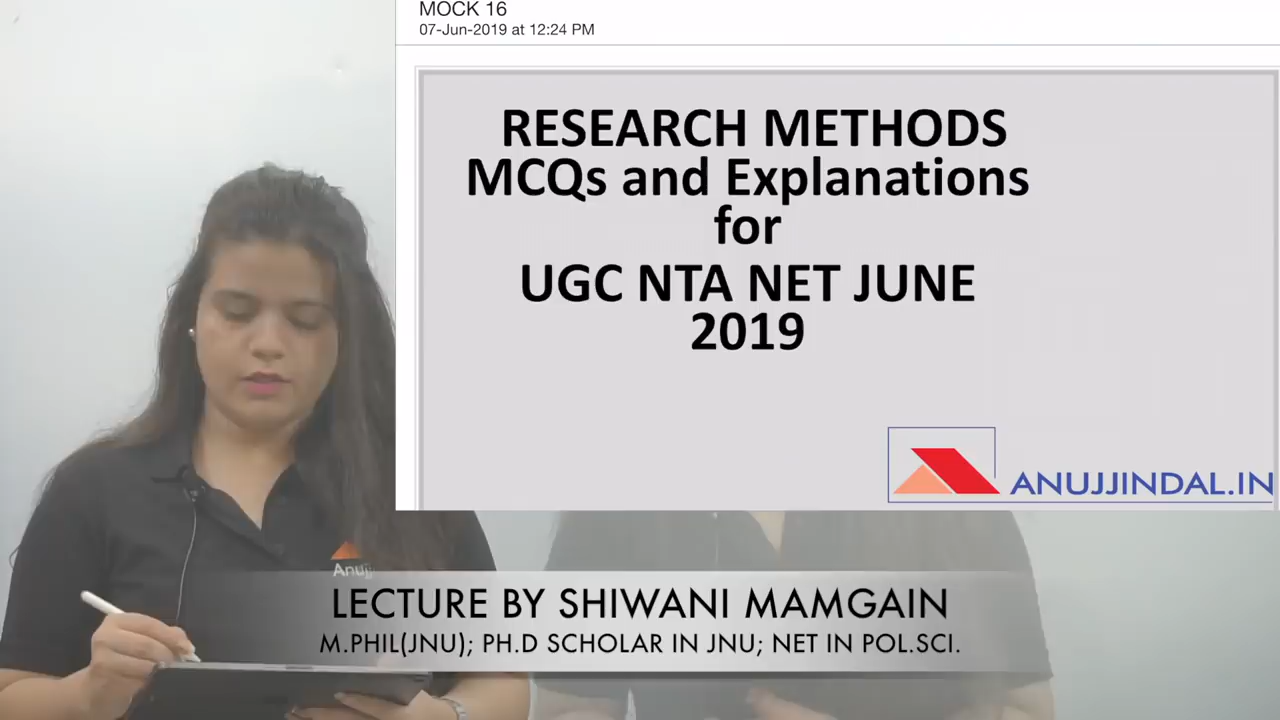 MOCK 16
07-Jun-2019 at 12:24 PM
RESEARCH METHODS
MCQs and Explanations
for
UGC NTA NET JUNE
2019
ANUJJINDAL.IN
Anujj
LECTURE BY SHIWANI MAMGAIN
M.PHIL(JNU); PH.D SCHOLAR IN JNU; NET IN POL.SCI.